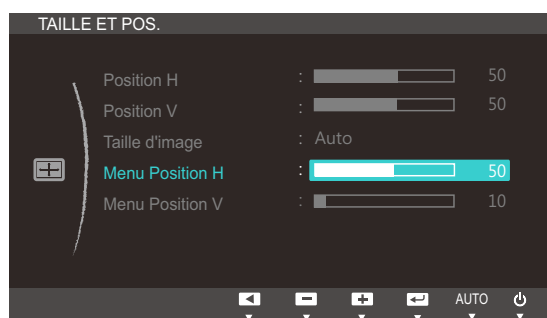 TAILLE ET POS.
Position H : 50
Position V : 50
Taille d'image : Auto
Menu Position H : 50
Menu Position V : 10
AUTO